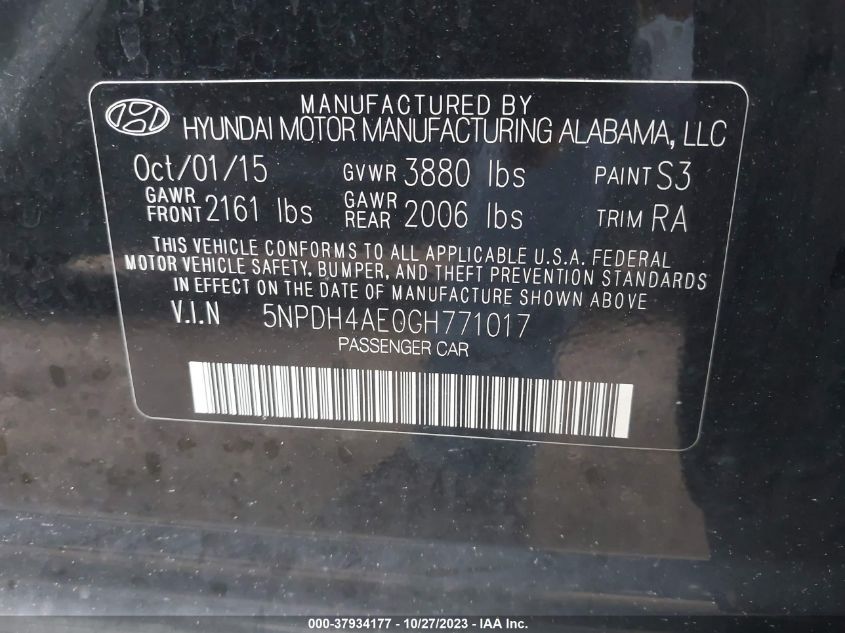 MANUFACTURED BY
HYUNDAI MOTOR MANUFACTURING ALABAMA, LLC
Oct/01/15 GVWR 3880 lbs PAINT S3
GAWR FRONT 2161 lbs GAWR REAR 2006 lbs TRIM RA
THIS VEHICLE CONFORMS TO ALL APPLICABLE U.S.A. FEDERAL
MOTOR VEHICLE SAFETY, BUMPER, AND THEFT PREVENTION STANDARDS
IN EFFECT ON THE DATE OF MANUFACTURE SHOWN ABOVE
V.I.N 5NPDH4AE0GH771017
PASSENGER CAR
000-37934177 - 10/27/2023 - IAA Inc.